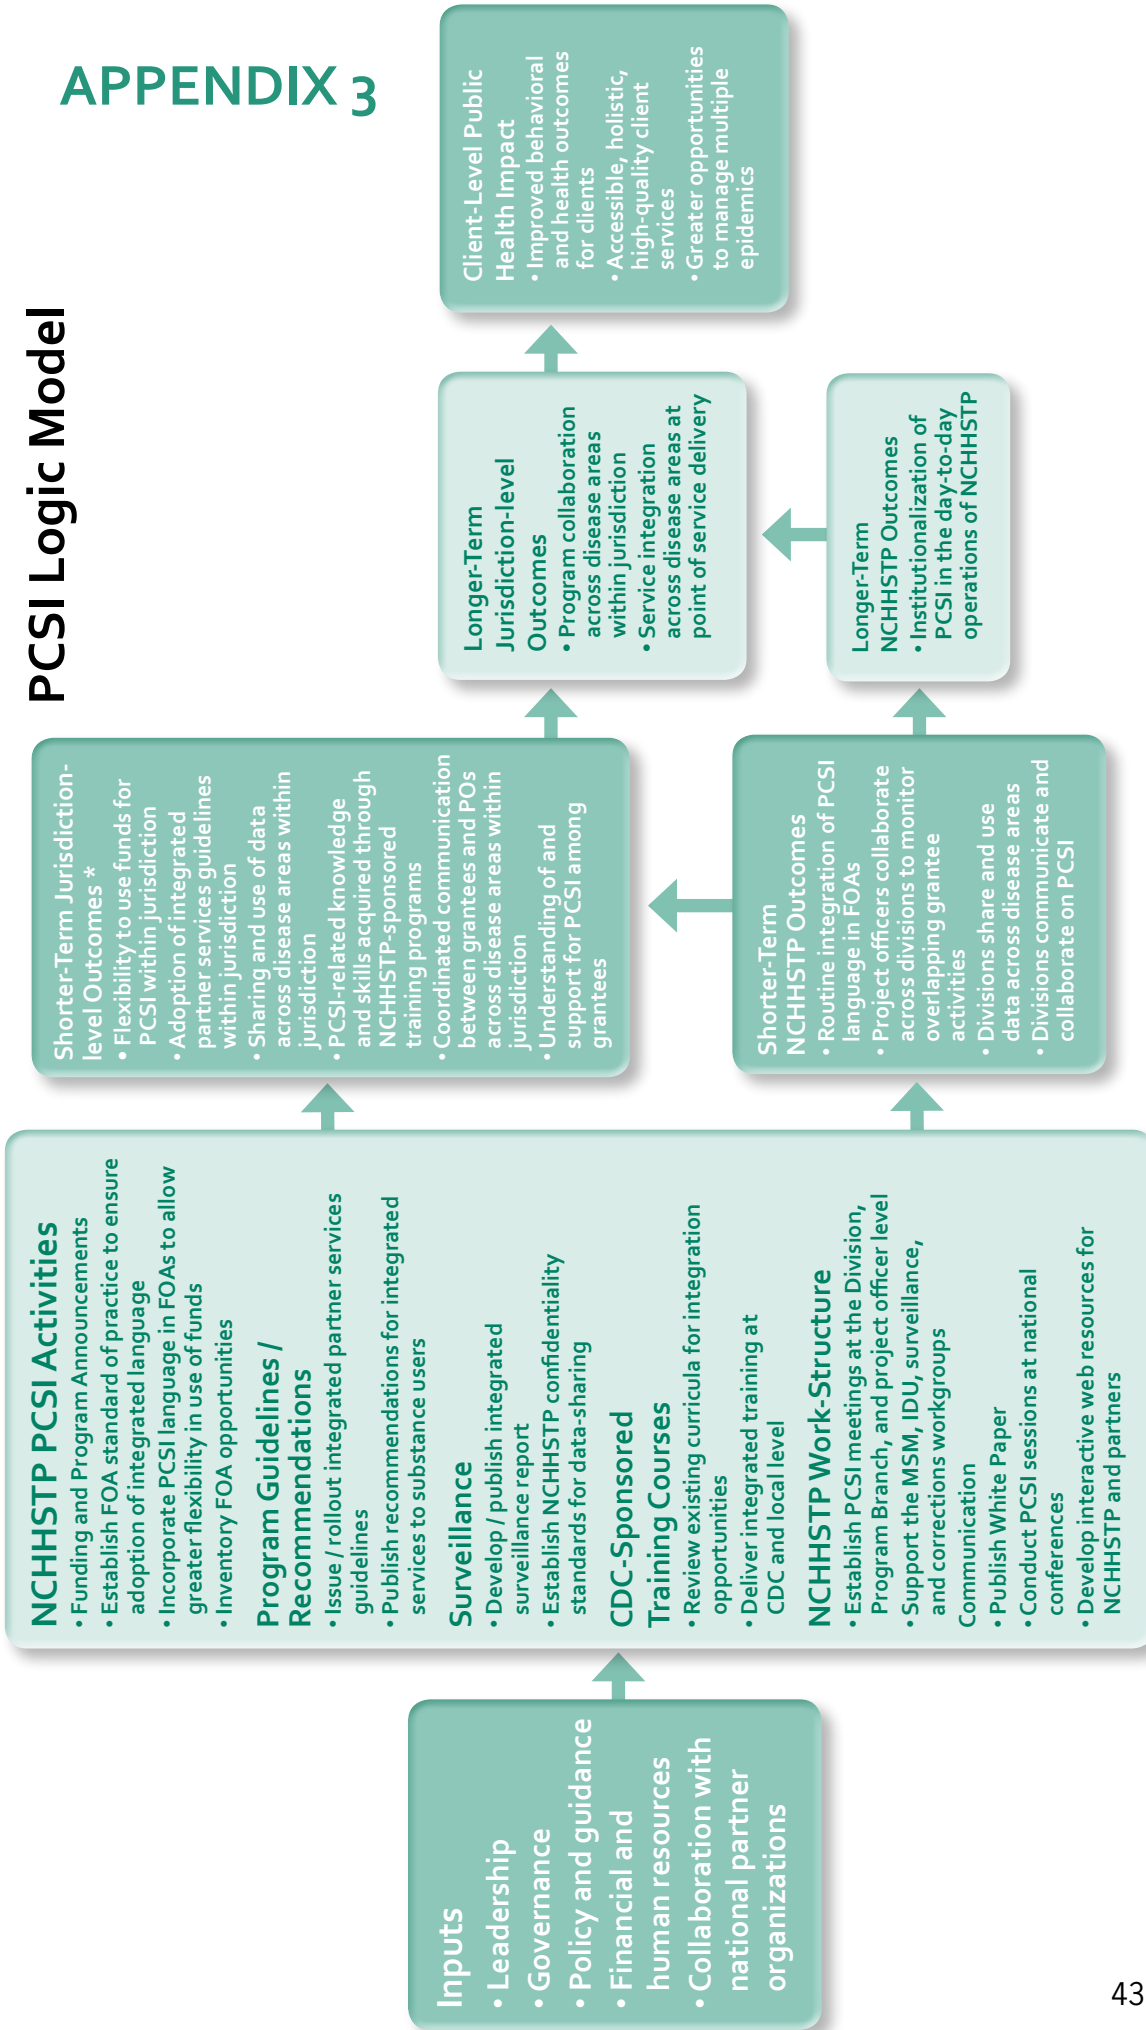 APPENDIX 3
PCSI Logic Model
Inputs
• Leadership
• Governance
• Policy and guidance
• Financial and
human resources
• Collaboration with
national partner
organizations
NCHHSTP PCSI Activities
• Funding and Program Announcements
• Establish FOA standard of practice to ensure
adoption of integrated language
• Incorporate PCSI language in FOAs to allow
greater flexibility in use of funds
• Inventory FOA opportunities
Program Guidelines /
Recommendations
• Issue / rollout integrated partner services
guidelines
• Publish recommendations for integrated
services to substance users
Surveillance
• Develop / publish integrated
surveillance report
• Establish NCHHSTP confidentiality
standards for data-sharing
CDC-Sponsored
Training Courses
• Review existing curricula for integration
opportunities
• Deliver integrated training at
CDC and local level
NCHHSTP Work-Structure
• Establish PCSI meetings at the Division,
Program Branch, and project officer level
• Support the MSM, IDU, surveillance,
and corrections workgroups
Communication
• Publish White Paper
• Conduct PCSI sessions at national
conferences
• Develop interactive web resources for
NCHHSTP and partners
Shorter-Term Jurisdiction-
level Outcomes *
• Flexibility to use funds for
PCSI within jurisdiction
• Adoption of integrated
partner services guidelines
within jurisdiction
• Sharing and use of data
across disease areas within
jurisdiction
• PCSI-related knowledge
and skills acquired through
NCHHSTP-sponsored
training programs
• Coordinated communication
between grantees and POs
across disease areas within
jurisdiction
• Understanding of and
support for PCSI among
grantees
Shorter-Term
NCHHSTP Outcomes
• Routine integration of PCSI
language in FOAs
• Project officers collaborate
across divisions to monitor
overlapping grantee
activities
• Divisions share and use
data across disease areas
• Divisions communicate and
collaborate on PCSI
Longer-Term
Jurisdiction-level
Outcomes
• Program collaboration
across disease areas
within jurisdiction
• Service integration
across disease areas at
point of service delivery
Longer-Term
NCHHSTP Outcomes
• Institutionalization of
PCSI in the day-to-day
operations of NCHHSTP
Client-Level Public
Health Impact
• Improved behavioral
and health outcomes
for clients
• Accessible, holistic,
high-quality client
services
• Greater opportunities
to manage multiple
epidemics
43